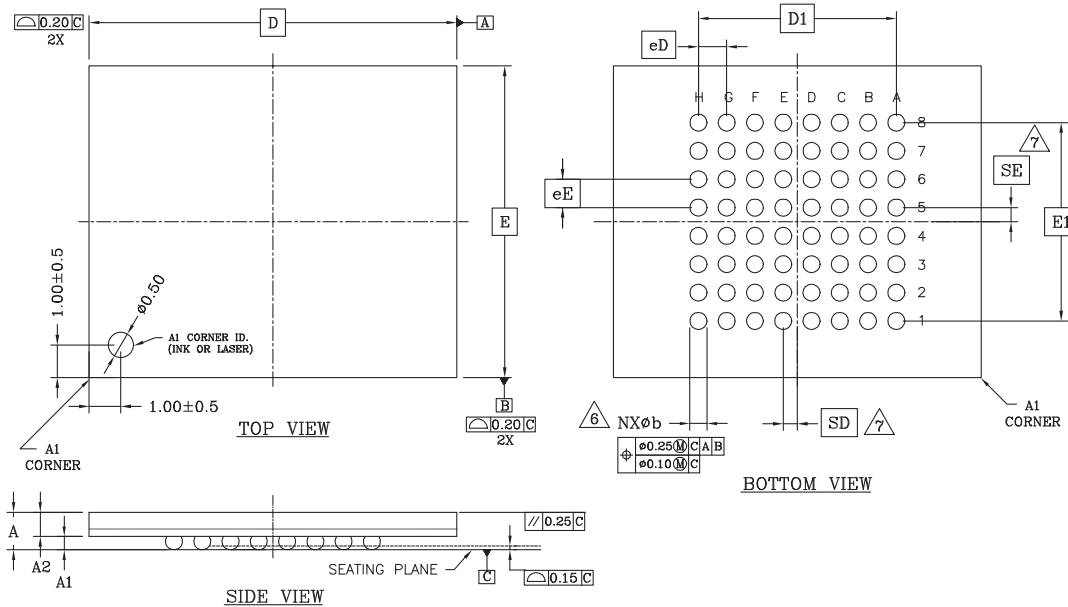 ⌓ 0.20 C
2X
D
A
E
1.00±0.5
ø0.50
A1 CORNER ID.
(INK OR LASER)
1.00±0.5
B
⌓ 0.20 C
2X
TOP VIEW
A1
CORNER
D1
eD
H G F E D C B A
8
7
6
5
4
3
2
1
7
SE
eE
E1
6 NXøb
SD 7
⌖ ø0.25Ⓜ C A B
ø0.10Ⓜ C
A1
CORNER
BOTTOM VIEW
A
A2
A1
// 0.25 C
SEATING PLANE
C
⌓ 0.15 C
SIDE VIEW